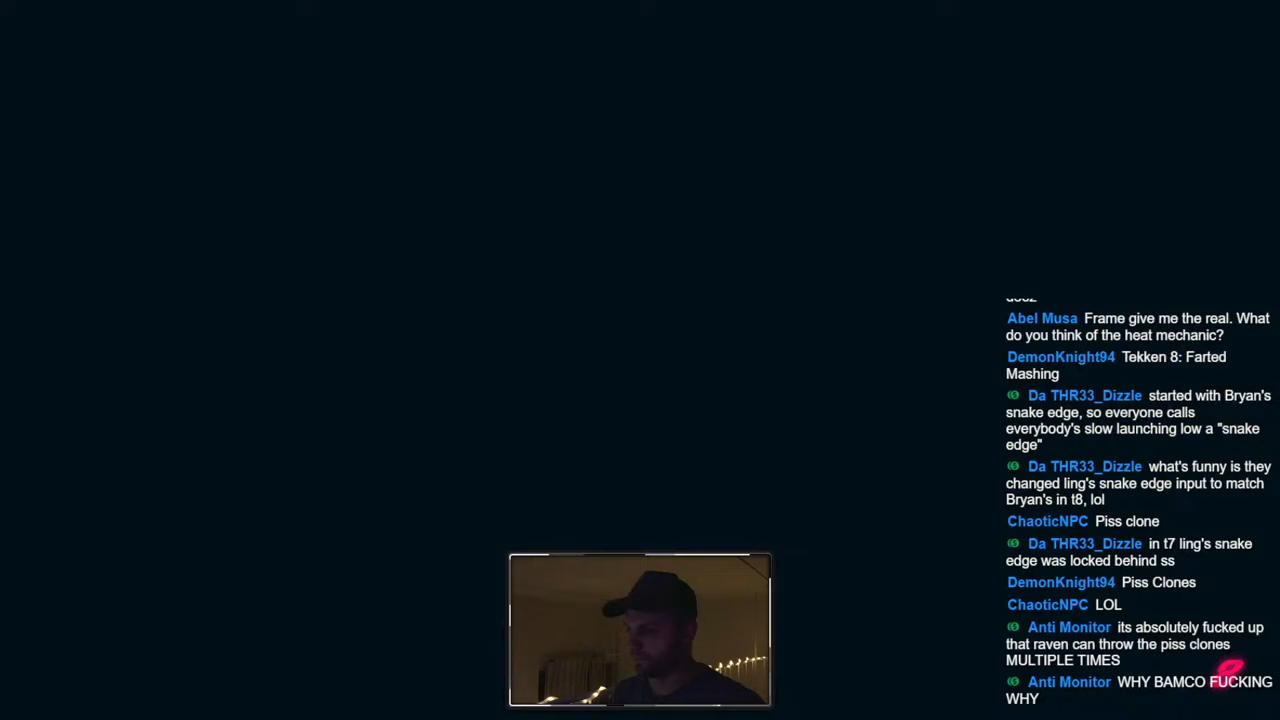 Abel Musa Frame give me the real. What
do you think of the heat mechanic?
DemonKnight94 Tekken 8: Farted
Mashing
Da THR33_Dizzle started with Bryan's
snake edge, so everyone calls
everybody's slow launching low a "snake
edge"
Da THR33_Dizzle what's funny is they
changed ling's snake edge input to match
Bryan's in t8, lol
ChaoticNPC Piss clone
Da THR33_Dizzle in t7 ling's snake
edge was locked behind ss
DemonKnight94 Piss Clones
ChaoticNPC LOL
Anti Monitor its absolutely fucked up
that raven can throw the piss clones
MULTIPLE TIMES
Anti Monitor WHY BAMCO FUCKING
WHY